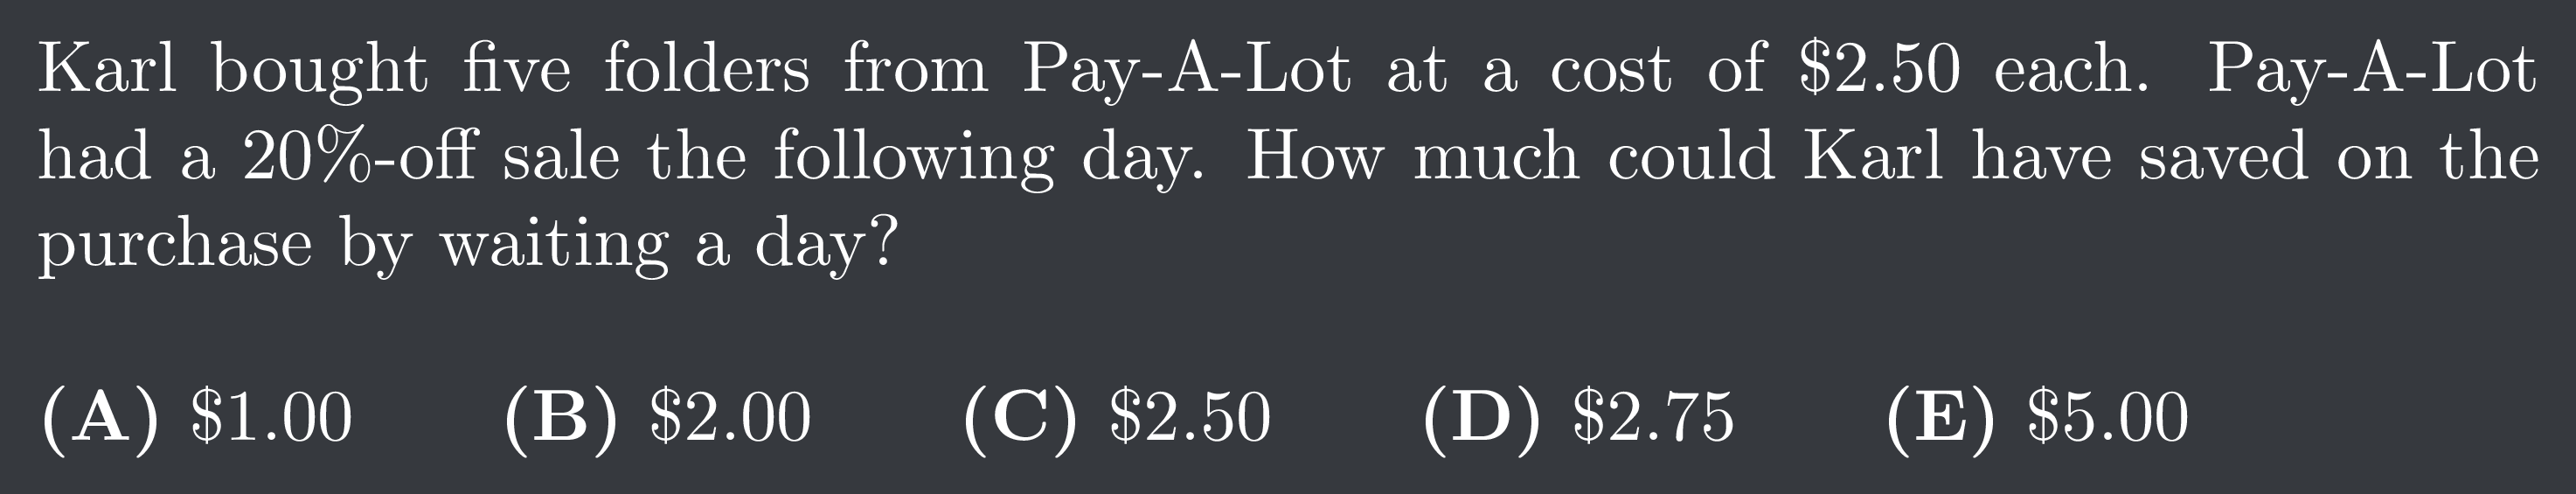 Karl bought five folders from Pay-A-Lot at a cost of $2.50 each. Pay-A-Lot
had a 20%-off sale the following day. How much could Karl have saved on the
purchase by waiting a day?
(A) $1.00 (B) $2.00 (C) $2.50 (D) $2.75 (E) $5.00